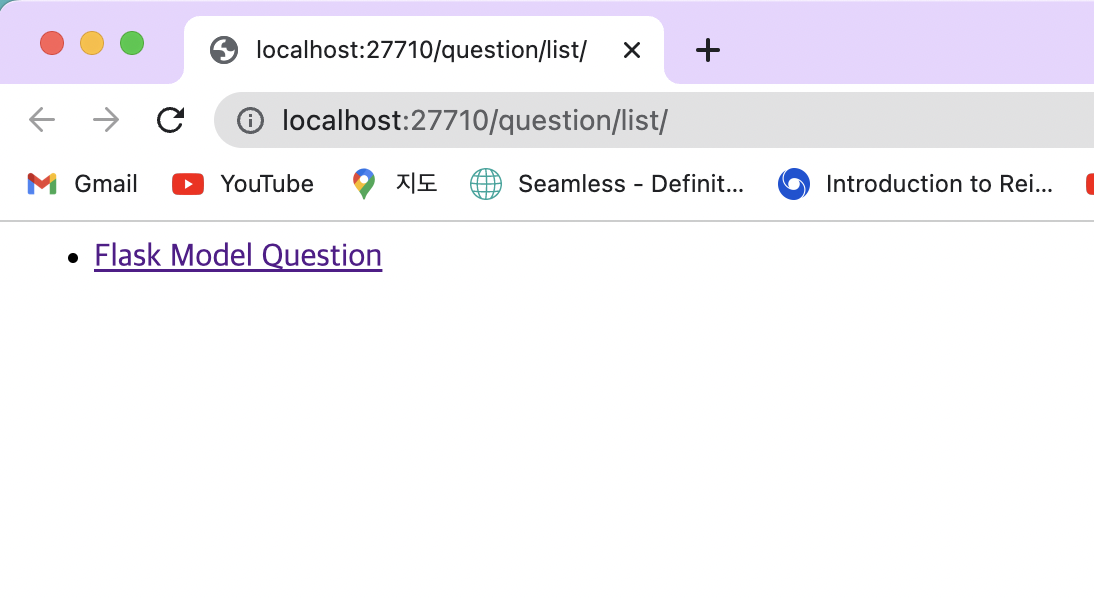 localhost:27710/question/list/
localhost:27710/question/list/
Gmail YouTube 지도 Seamless - Definit... Introduction to Rei...
Flask Model Question